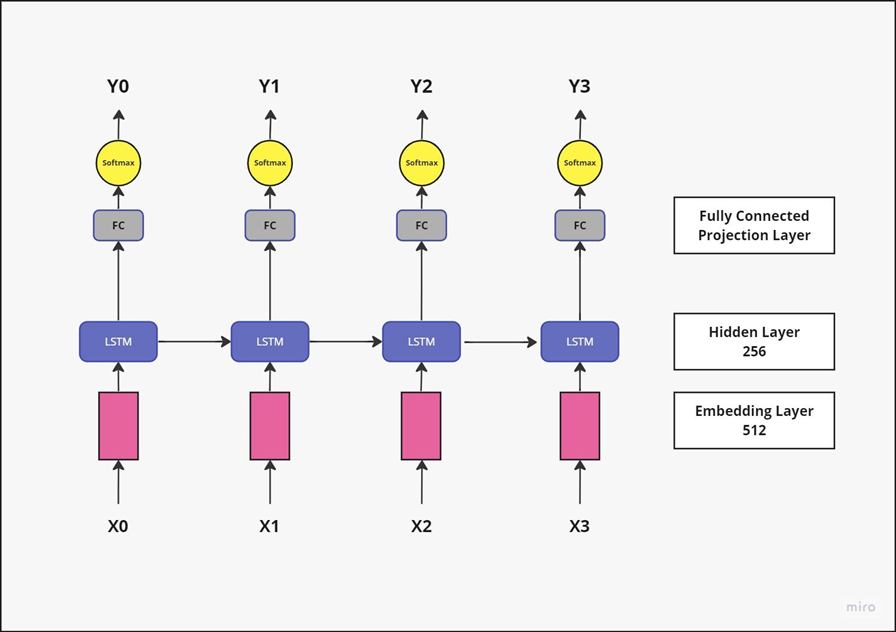 Y0 Y1 Y2 Y3
Softmax Softmax Softmax Softmax
FC FC FC FC
Fully Connected
Projection Layer
LSTM LSTM LSTM LSTM
Hidden Layer
256
Embedding Layer
512
X0 X1 X2 X3
miro